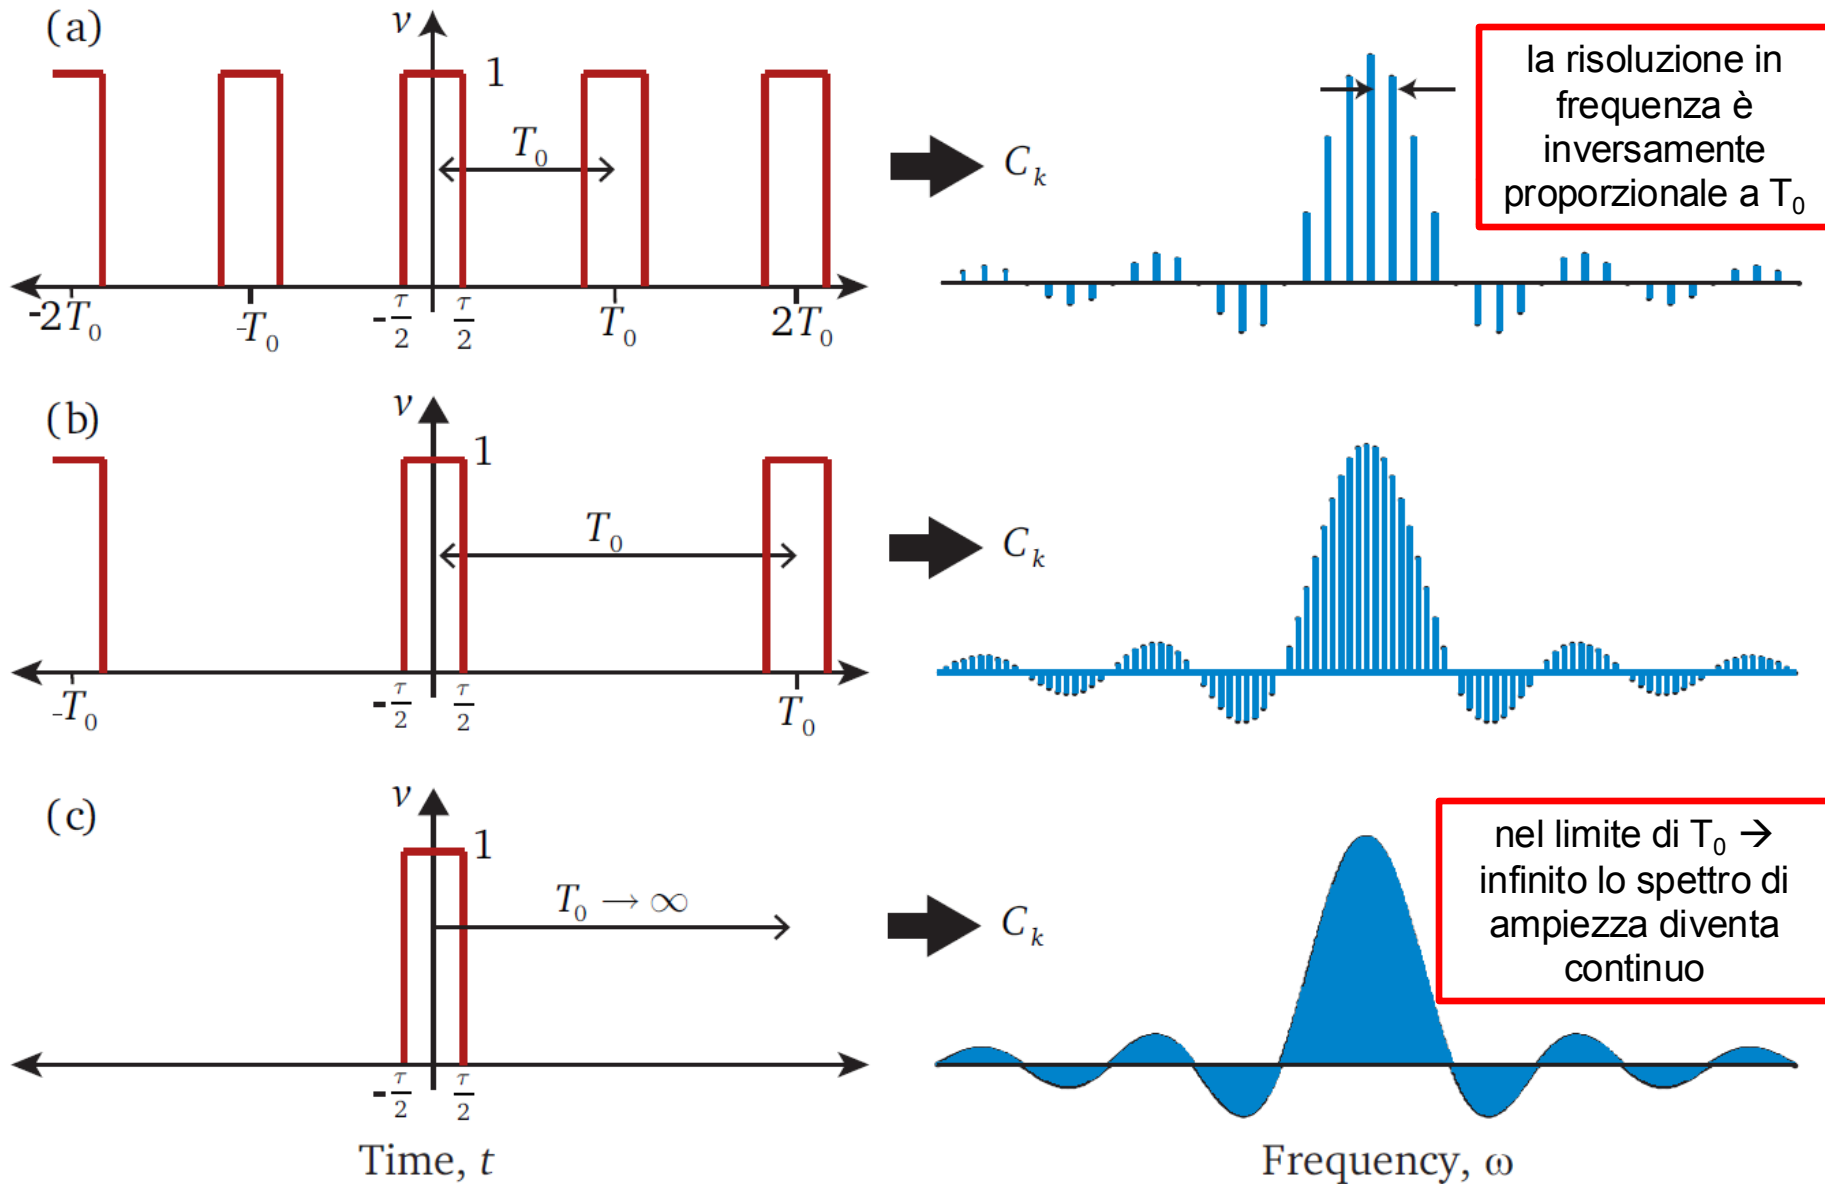 (a)
v
1
T₀
-2T₀
-T₀
-τ/2
τ/2
T₀
2T₀
Cₖ
la risoluzione in
frequenza è
inversamente
proporzionale a T₀
(b)
v
1
T₀
-T₀
-τ/2
τ/2
T₀
Cₖ
(c)
v
1
T₀ → ∞
-τ/2
τ/2
Cₖ
nel limite di T₀ →
infinito lo spettro di
ampiezza diventa
continuo
Time, t
Frequency, ω